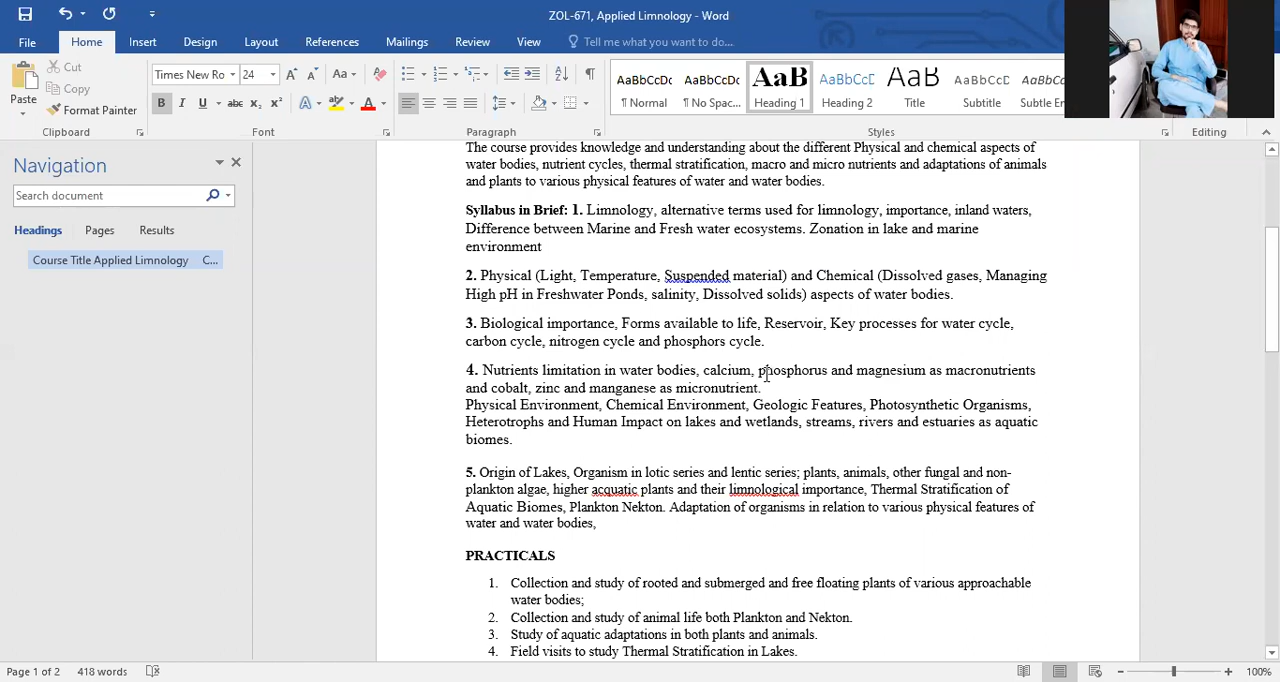 ZOL-671, Applied Limnology - Word
File Home Insert Design Layout References Mailings Review View Tell me what you want to do...
Paste
Cut
Copy
Format Painter
Times New Ro 24
AaBbCcDc
¶ Normal
AaBbCcDc
¶ No Spac...
AaB
Heading 1
AaBbCcD
Heading 2
AaB
Title
AaBbCcD
Subtitle
Subtle En
Clipboard Font Paragraph Styles Editing
Navigation
Search document
Headings Pages Results
Course Title Applied Limnology C...
The course provides knowledge and understanding about the different Physical and chemical aspects of
water bodies, nutrient cycles, thermal stratification, macro and micro nutrients and adaptations of animals
and plants to various physical features of water and water bodies.
Syllabus in Brief: 1. Limnology, alternative terms used for limnology, importance, inland waters,
Difference between Marine and Fresh water ecosystems. Zonation in lake and marine
environment
2. Physical (Light, Temperature, Suspended material) and Chemical (Dissolved gases, Managing
High pH in Freshwater Ponds, salinity, Dissolved solids) aspects of water bodies.
3. Biological importance, Forms available to life, Reservoir, Key processes for water cycle,
carbon cycle, nitrogen cycle and phosphors cycle.
4. Nutrients limitation in water bodies, calcium, phosphorus and magnesium as macronutrients
and cobalt, zinc and manganese as micronutrient.
Physical Environment, Chemical Environment, Geologic Features, Photosynthetic Organisms,
Heterotrophs and Human Impact on lakes and wetlands, streams, rivers and estuaries as aquatic
biomes.
5. Origin of Lakes, Organism in lotic series and lentic series; plants, animals, other fungal and non-
plankton algae, higher acquatic plants and their limnological importance, Thermal Stratification of
Aquatic Biomes, Plankton Nekton. Adaptation of organisms in relation to various physical features of
water and water bodies,
PRACTICALS
1. Collection and study of rooted and submerged and free floating plants of various approachable
water bodies;
2. Collection and study of animal life both Plankton and Nekton.
3. Study of aquatic adaptations in both plants and animals.
4. Field visits to study Thermal Stratification in Lakes.
Page 1 of 2 418 words 100%